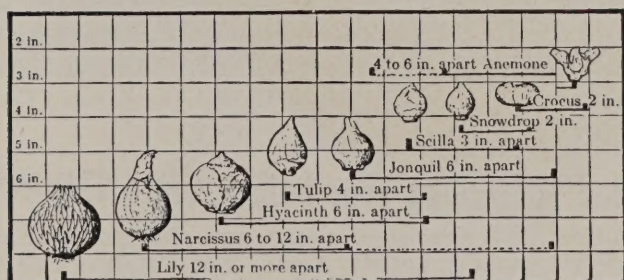 2 in.
4 to 6 in. apart Anemone
3 in.
Crocus 2 in.
4 in.
Snowdrop 2 in.
Scilla 3 in. apart
5 in.
Jonquil 6 in. apart
6 in.
Tulip 4 in. apart
Hyacinth 6 in. apart
Narcissus 6 to 12 in. apart
Lily 12 in. or more apart